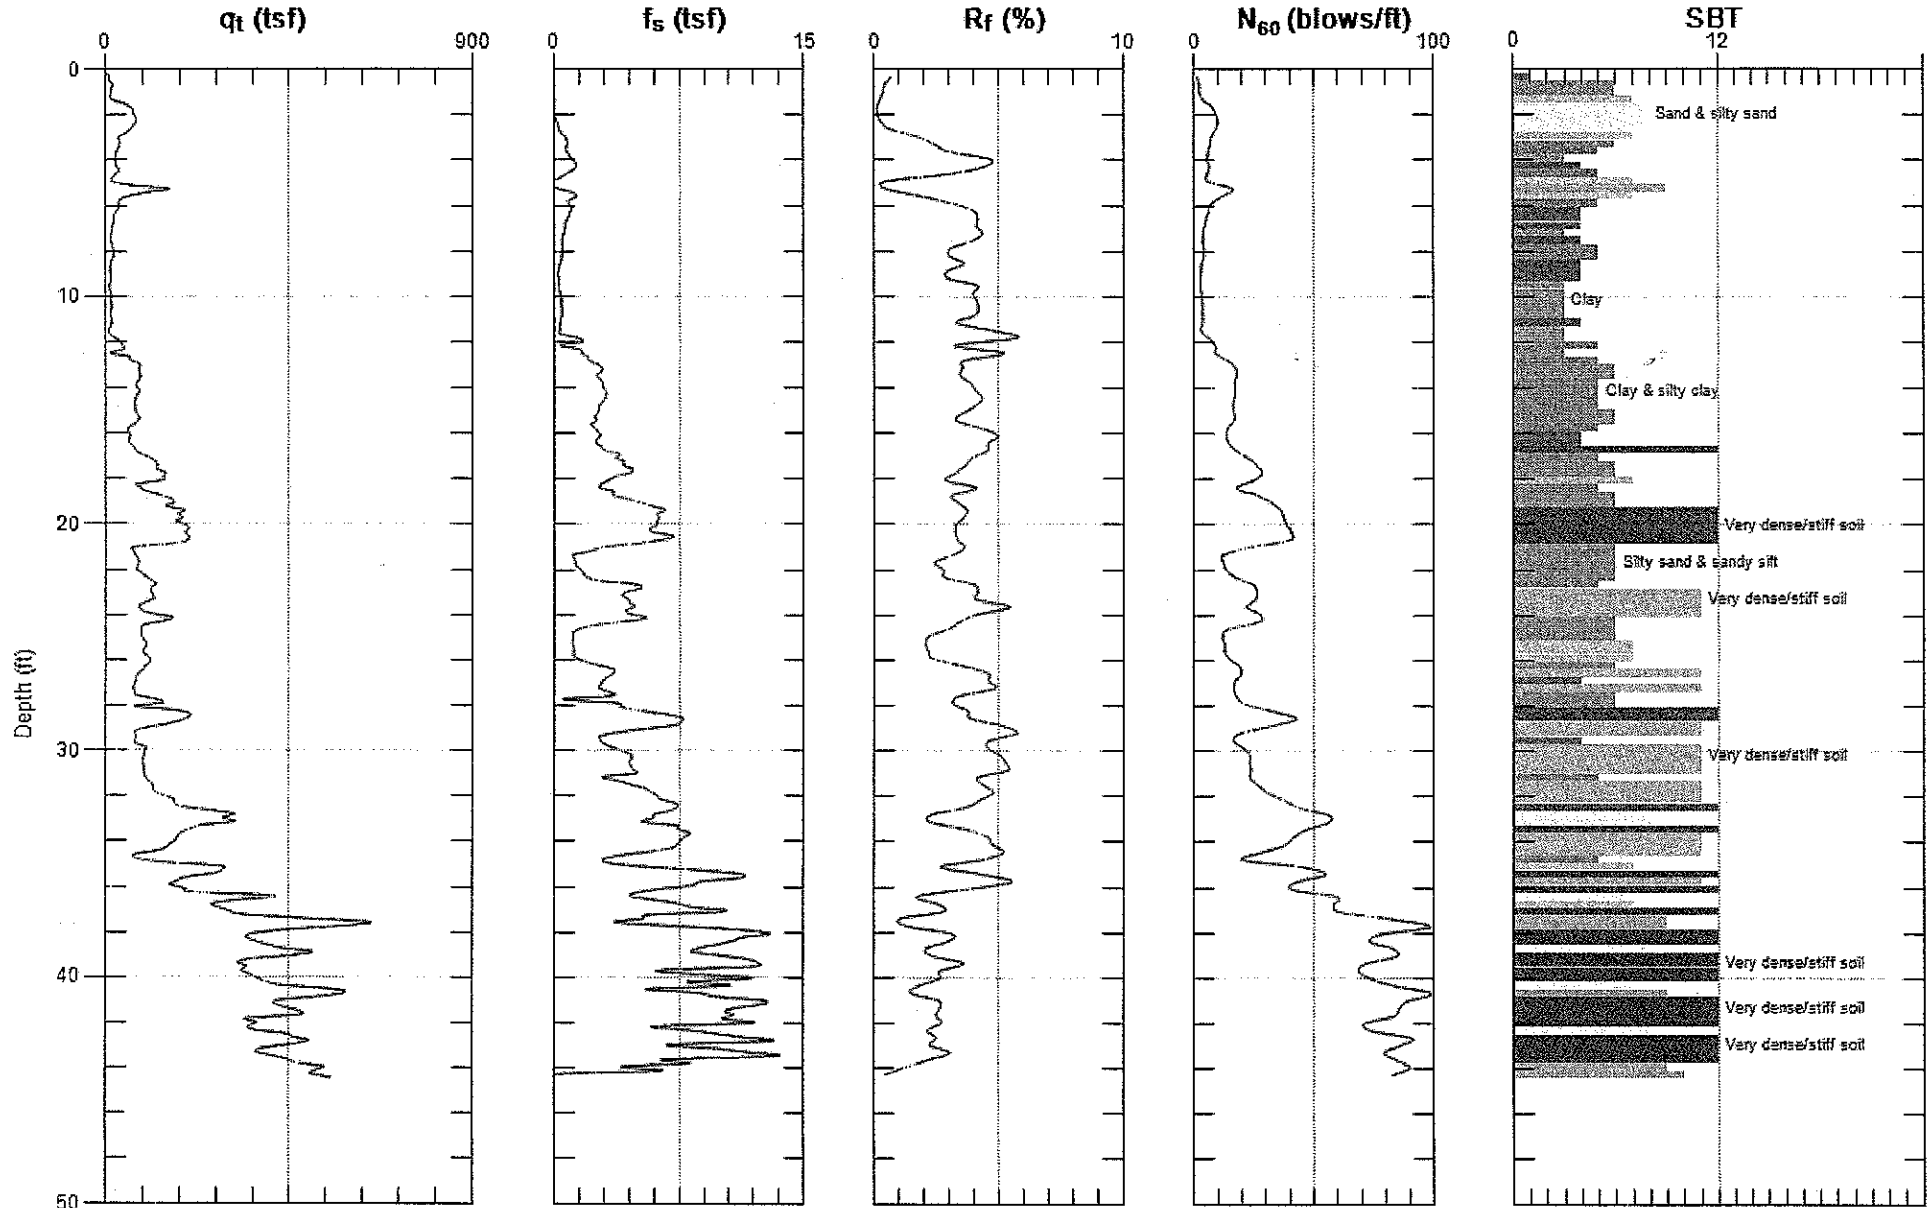 qt (tsf)
fs (tsf)
Rf (%)
N60 (blows/ft)
SBT
0 900
0 15
0 10
0 100
0 12
0
10
20
30
40
50
Depth (ft)
Sand & silty sand
Clay
Clay & silty clay
Very dense/stiff soil
Silty sand & sandy silt
Very dense/stiff soil
Very dense/stiff soil
Very dense/stiff soil
Very dense/stiff soil
Very dense/stiff soil